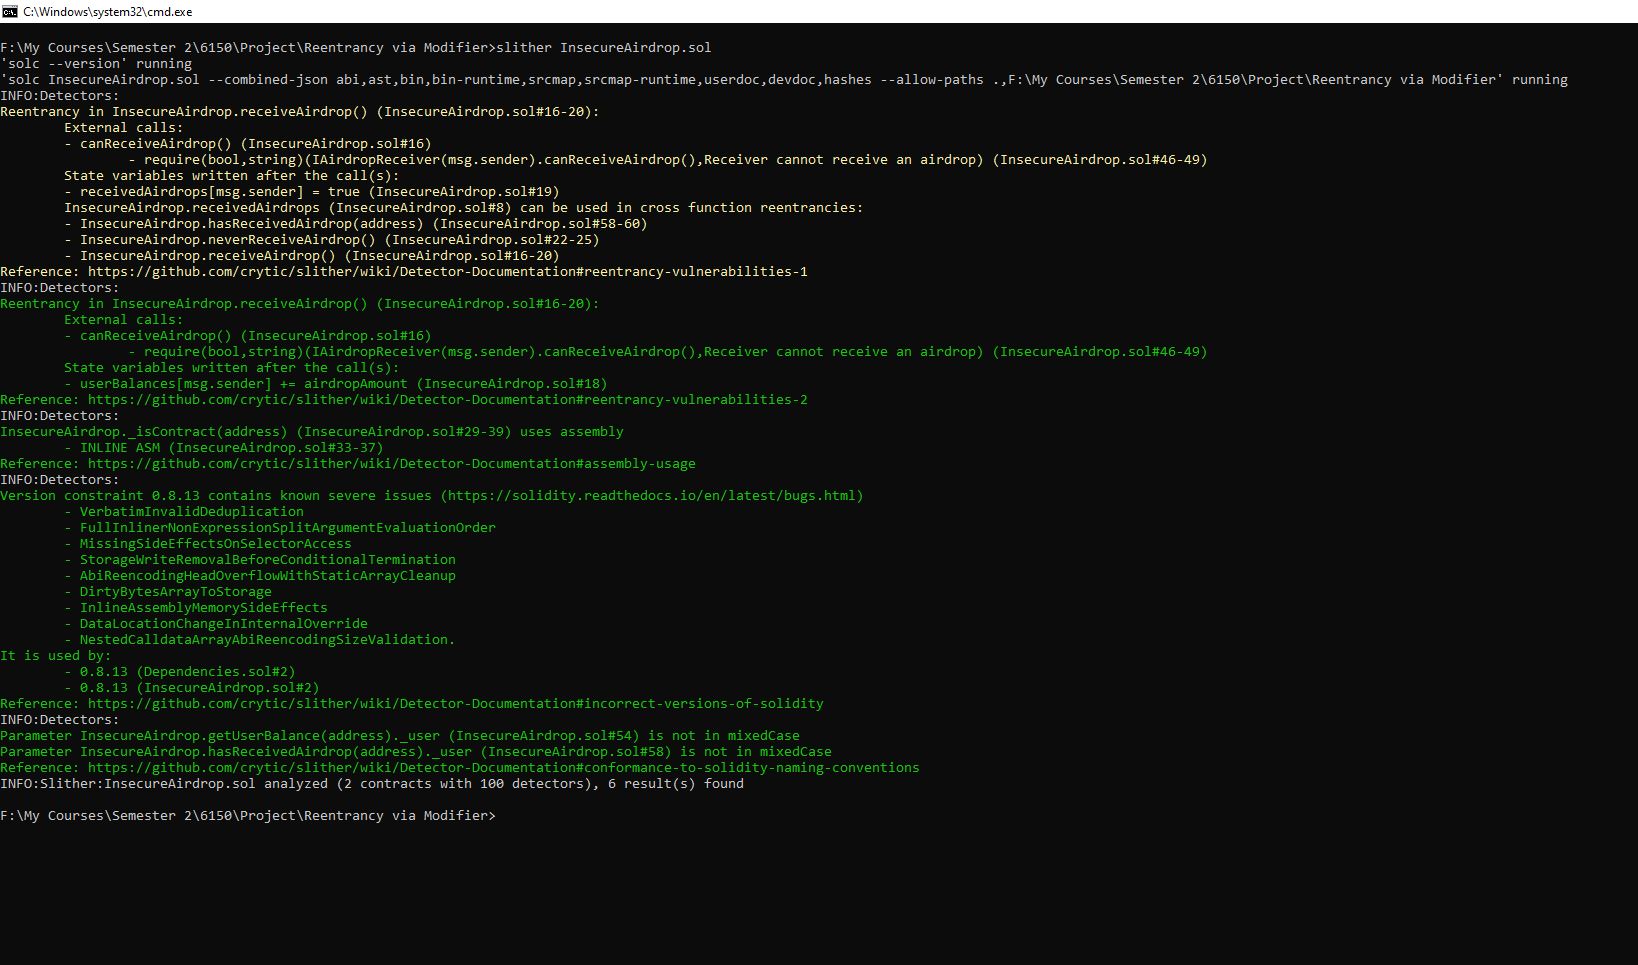 C:\Windows\system32\cmd.exe
F:\My Courses\Semester 2\6150\Project\Reentrancy via Modifier>slither InsecureAirdrop.sol
'solc --version' running
'solc InsecureAirdrop.sol --combined-json abi,ast,bin,bin-runtime,srcmap,srcmap-runtime,userdoc,devdoc,hashes --allow-paths .,F:\My Courses\Semester 2\6150\Project\Reentrancy via Modifier' running
INFO:Detectors:
Reentrancy in InsecureAirdrop.receiveAirdrop() (InsecureAirdrop.sol#16-20):
External calls:
- canReceiveAirdrop() (InsecureAirdrop.sol#16)
- require(bool,string)(IAirdropReceiver(msg.sender).canReceiveAirdrop(),Receiver cannot receive an airdrop) (InsecureAirdrop.sol#46-49)
State variables written after the call(s):
- receivedAirdrops[msg.sender] = true (InsecureAirdrop.sol#19)
InsecureAirdrop.receivedAirdrops (InsecureAirdrop.sol#8) can be used in cross function reentrancies:
- InsecureAirdrop.hasReceivedAirdrop(address) (InsecureAirdrop.sol#58-60)
- InsecureAirdrop.neverReceiveAirdrop() (InsecureAirdrop.sol#22-25)
- InsecureAirdrop.receiveAirdrop() (InsecureAirdrop.sol#16-20)
Reference: https://github.com/crytic/slither/wiki/Detector-Documentation#reentrancy-vulnerabilities-1
INFO:Detectors:
Reentrancy in InsecureAirdrop.receiveAirdrop() (InsecureAirdrop.sol#16-20):
External calls:
- canReceiveAirdrop() (InsecureAirdrop.sol#16)
- require(bool,string)(IAirdropReceiver(msg.sender).canReceiveAirdrop(),Receiver cannot receive an airdrop) (InsecureAirdrop.sol#46-49)
State variables written after the call(s):
- userBalances[msg.sender] += airdropAmount (InsecureAirdrop.sol#18)
Reference: https://github.com/crytic/slither/wiki/Detector-Documentation#reentrancy-vulnerabilities-2
INFO:Detectors:
InsecureAirdrop._isContract(address) (InsecureAirdrop.sol#29-39) uses assembly
- INLINE ASM (InsecureAirdrop.sol#33-37)
Reference: https://github.com/crytic/slither/wiki/Detector-Documentation#assembly-usage
INFO:Detectors:
Version constraint 0.8.13 contains known severe issues (https://solidity.readthedocs.io/en/latest/bugs.html)
- VerbatimInvalidDeduplication
- FullInlinerNonExpressionSplitArgumentEvaluationOrder
- MissingSideEffectsOnSelectorAccess
- StorageWriteRemovalBeforeConditionalTermination
- AbiReencodingHeadOverflowWithStaticArrayCleanup
- DirtyBytesArrayToStorage
- InlineAssemblyMemorySideEffects
- DataLocationChangeInInternalOverride
- NestedCalldataArrayAbiReencodingSizeValidation.
It is used by:
- 0.8.13 (Dependencies.sol#2)
- 0.8.13 (InsecureAirdrop.sol#2)
Reference: https://github.com/crytic/slither/wiki/Detector-Documentation#incorrect-versions-of-solidity
INFO:Detectors:
Parameter InsecureAirdrop.getUserBalance(address)._user (InsecureAirdrop.sol#54) is not in mixedCase
Parameter InsecureAirdrop.hasReceivedAirdrop(address)._user (InsecureAirdrop.sol#58) is not in mixedCase
Reference: https://github.com/crytic/slither/wiki/Detector-Documentation#conformance-to-solidity-naming-conventions
INFO:Slither:InsecureAirdrop.sol analyzed (2 contracts with 100 detectors), 6 result(s) found
F:\My Courses\Semester 2\6150\Project\Reentrancy via Modifier>